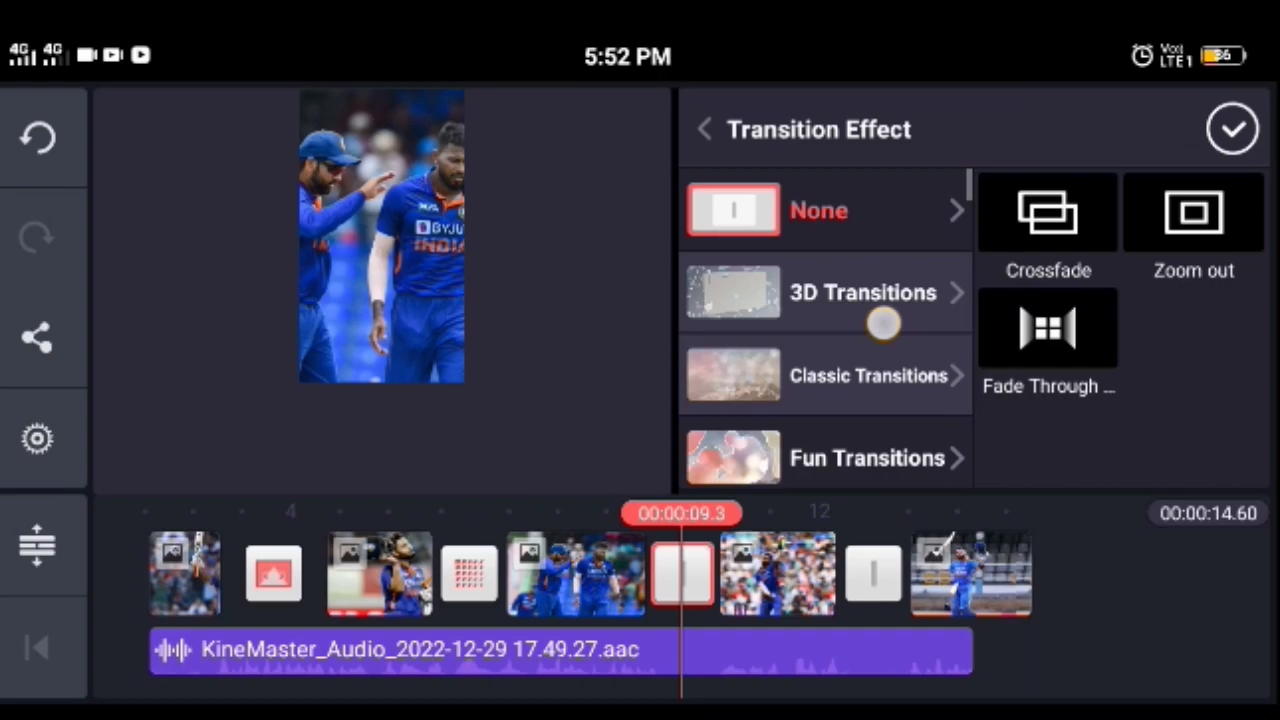 4G 4G 5:52 PM Vo) LTE1 36
Transition Effect
None
3D Transitions
Classic Transitions
Fun Transitions
Crossfade
Zoom out
Fade Through ...
BYJU
INDIA
4
00:00:09.3
12
00:00:14.60
KineMaster_Audio_2022-12-29 17.49.27.aac